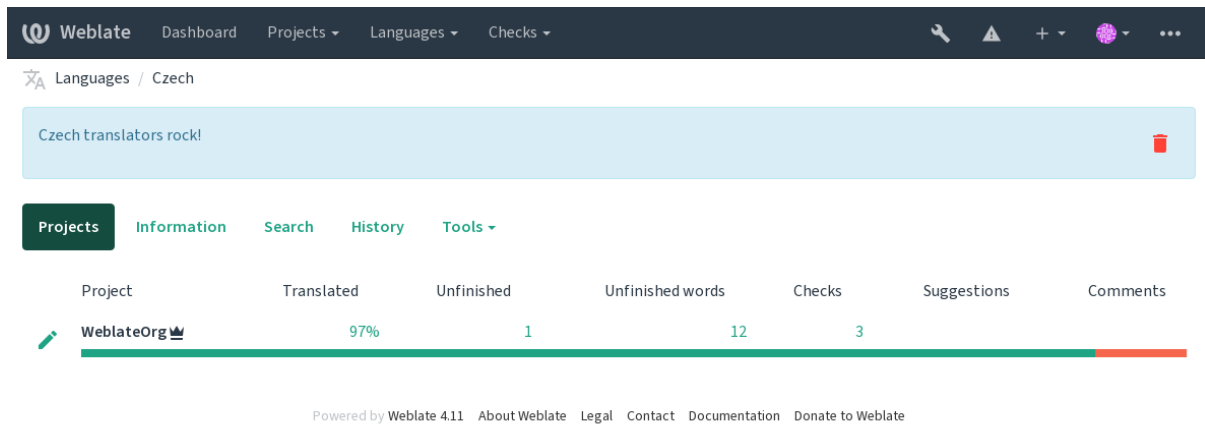 Weblate Dashboard Projects Languages Checks
Languages / Czech
Czech translators rock!
Projects Information Search History Tools
Project Translated Unfinished Unfinished words Checks Suggestions Comments
WeblateOrg 97% 1 12 3
Powered by Weblate 4.11 About Weblate Legal Contact Documentation Donate to Weblate